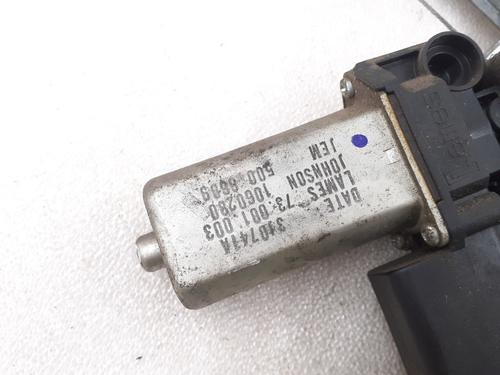 DATE 310741A
LAMES 73.001.003
JOHNSON 1060280
JEM